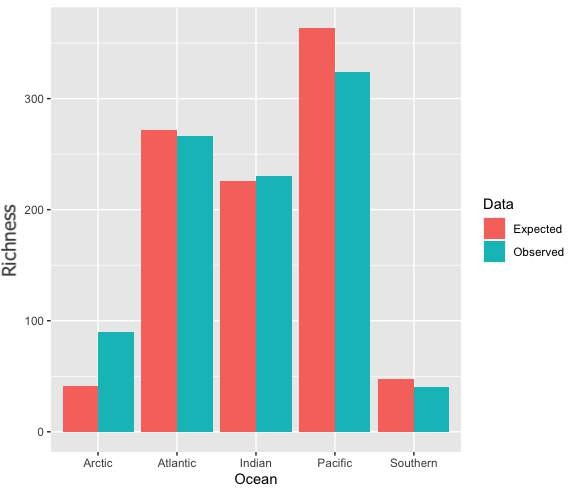 Richness
300
200
100
0
Arctic Atlantic Indian Pacific Southern
Ocean
Data
Expected
Observed